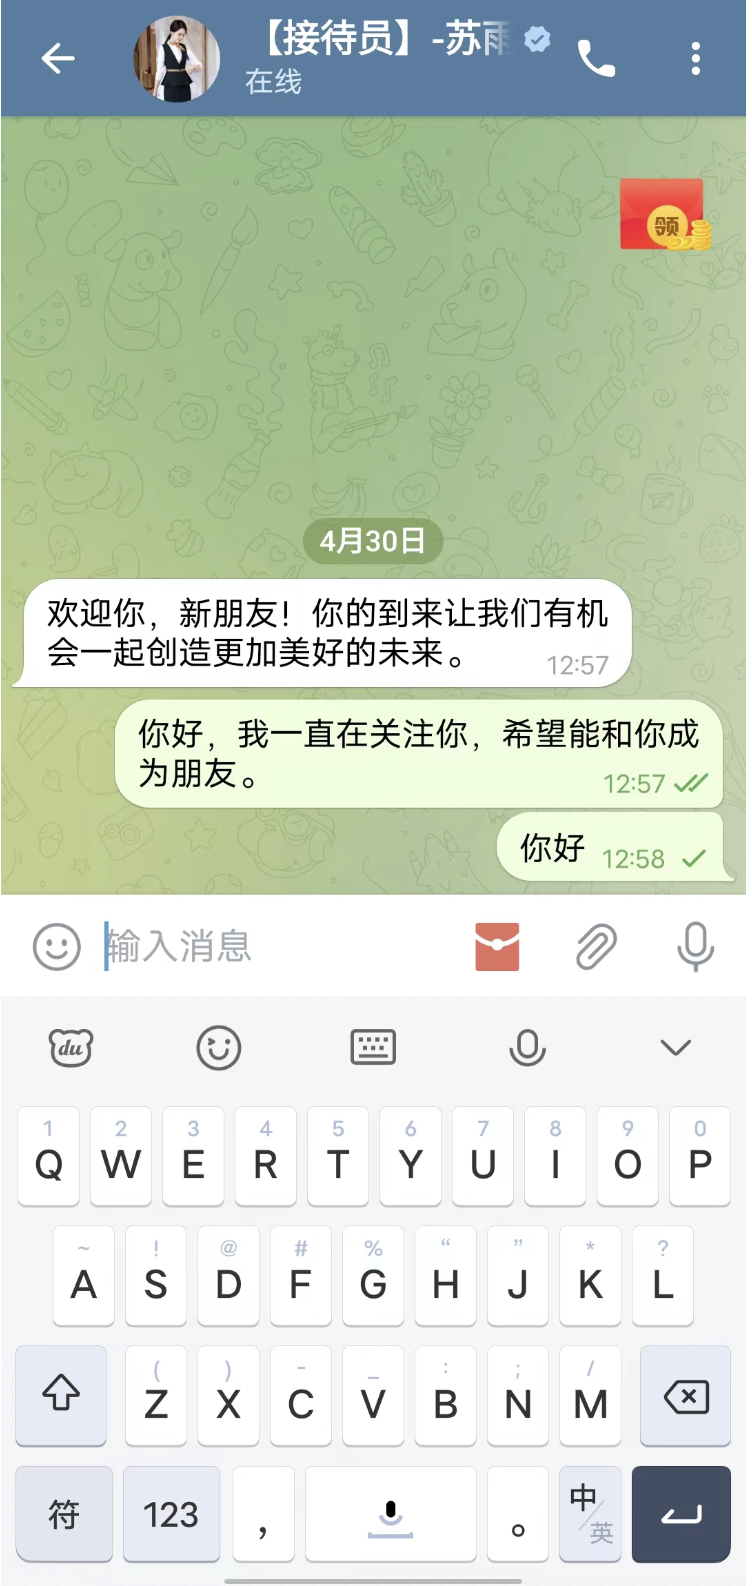 【接待员】-苏雨
在线
领
4月30日
欢迎你，新朋友！你的到来让我们有机
会一起创造更加美好的未来。
12:57
你好，我一直在关注你，希望能和你成
为朋友。
12:57
你好 12:58
输入消息
du
1 2 3 4 5 6 7 8 9 0
Q W E R T Y U I O P
~ ! @ # % “ ” * ?
A S D F G H J K L
( ) - _ : ; /
Z X C V B N M
符 123 ， 。 中/英